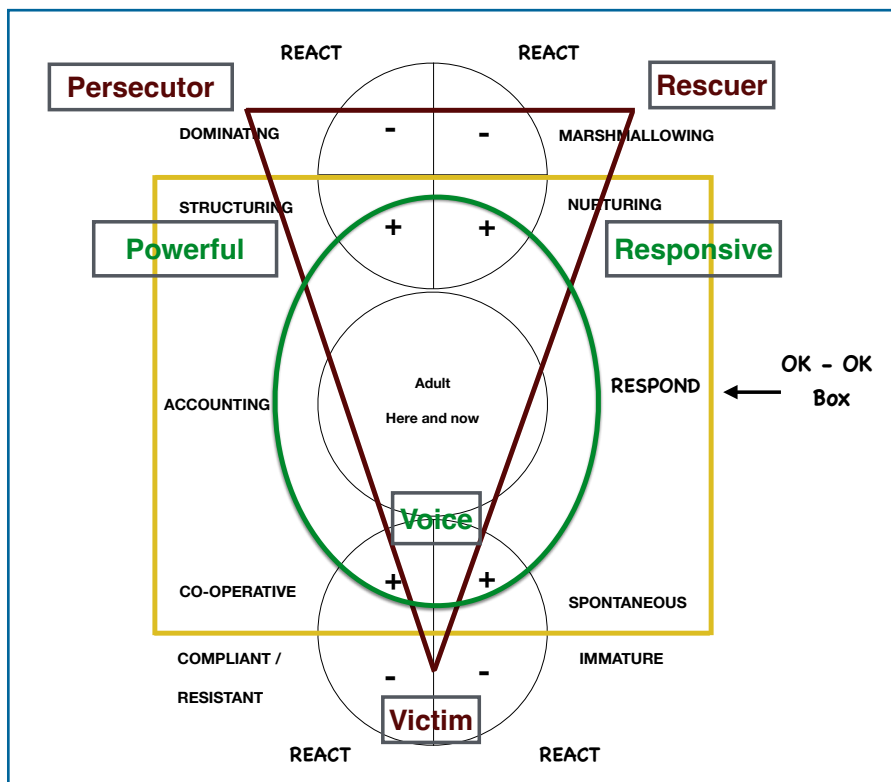 REACT
REACT
Persecutor
Rescuer
DOMINATING
-
-
MARSHMALLOWING
STRUCTURING
NURTURING
+
+
Powerful
Responsive
Adult
Here and now
ACCOUNTING
RESPOND
OK - OK
Box
Voice
+
+
CO-OPERATIVE
SPONTANEOUS
COMPLIANT /
RESISTANT
IMMATURE
-
-
Victim
REACT
REACT